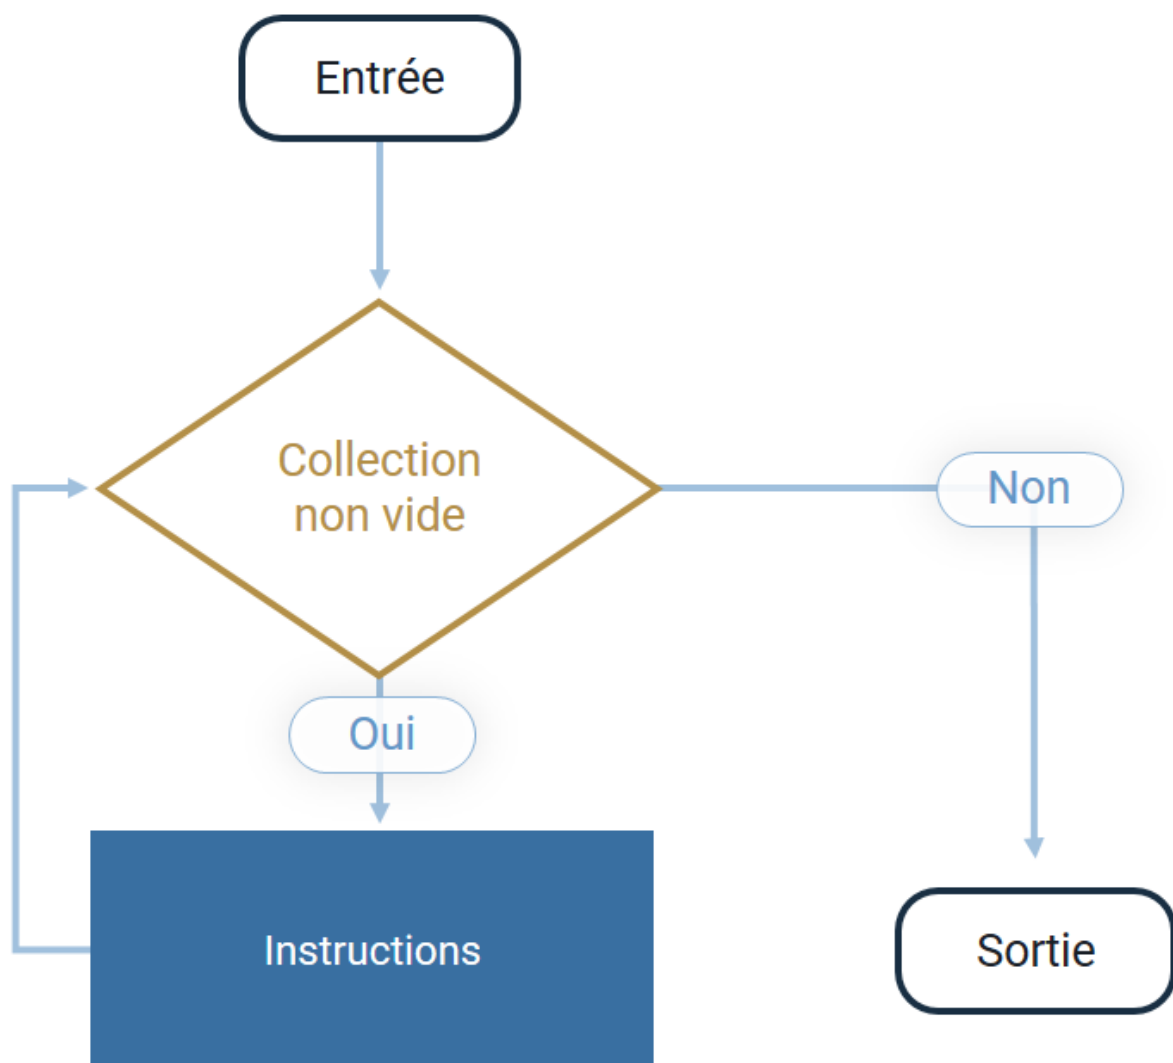 Entrée
Collection
non vide
Non
Oui
Instructions
Sortie